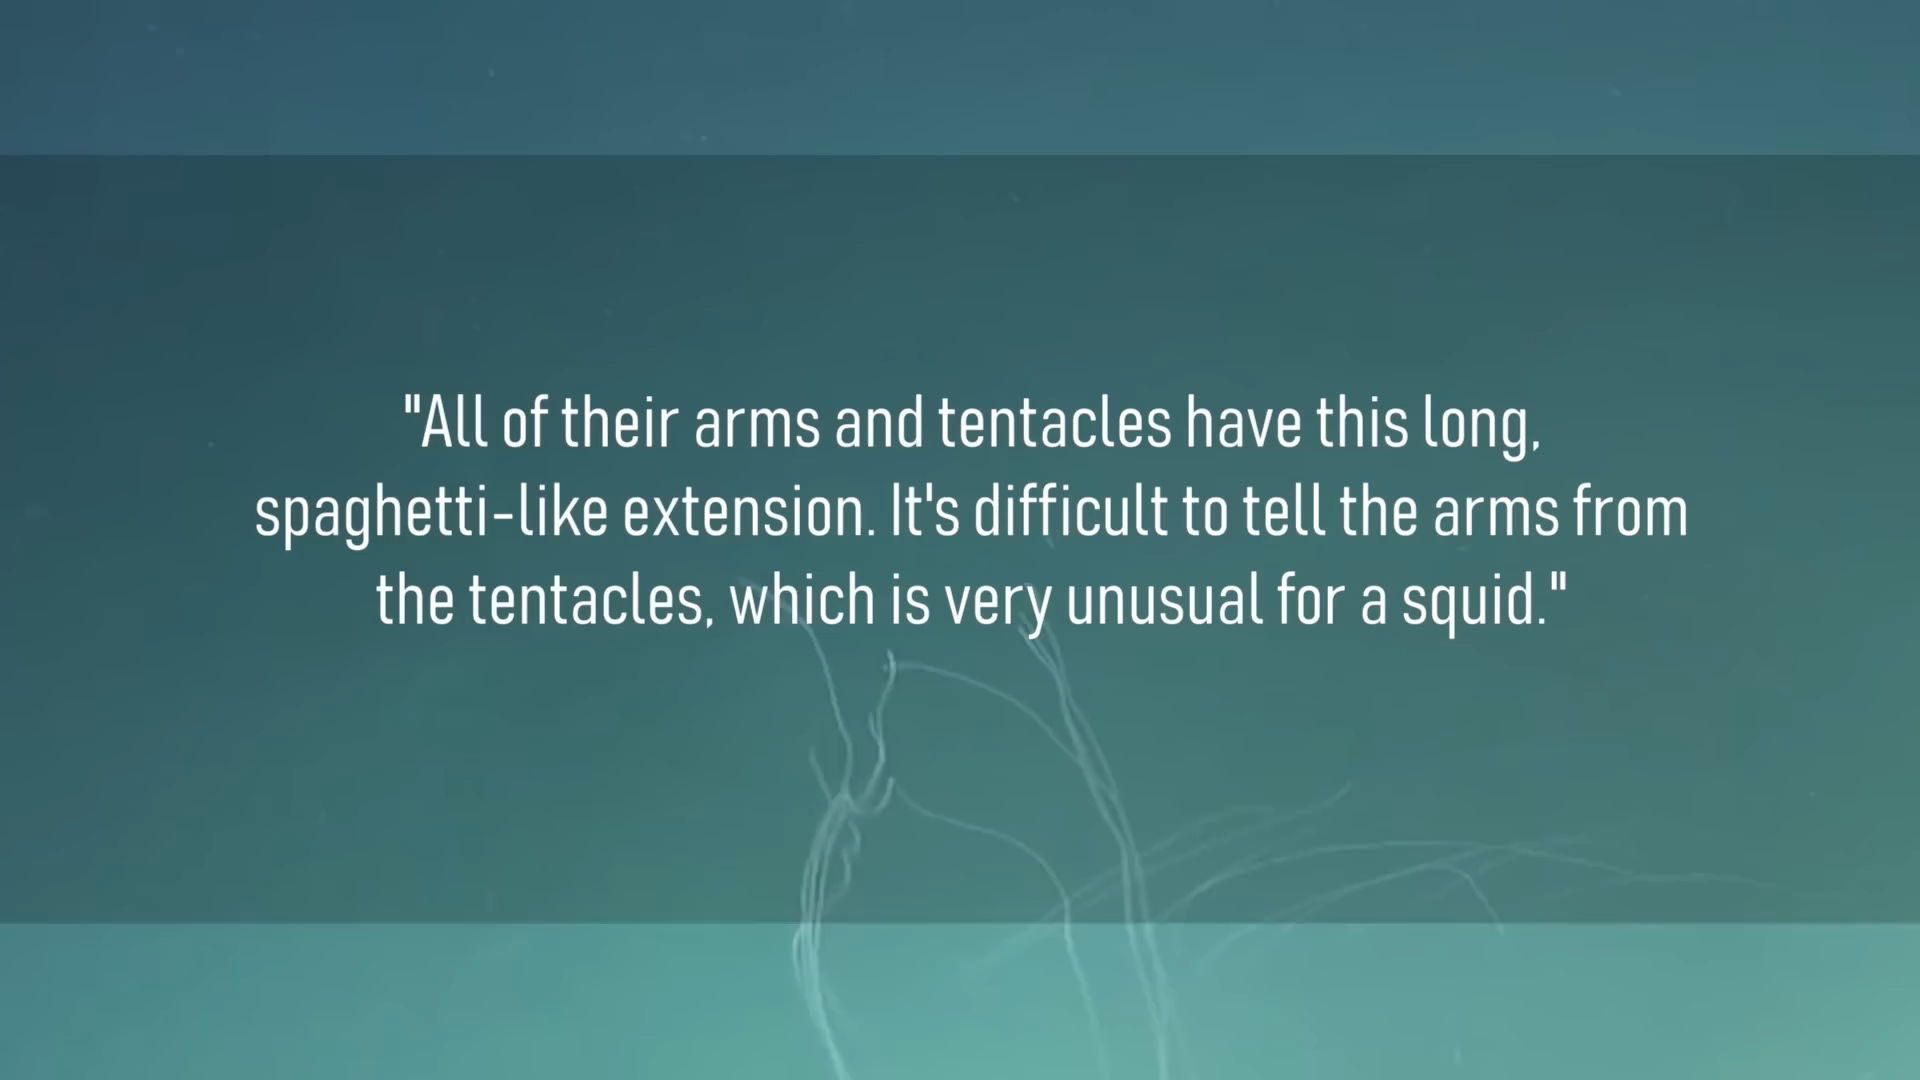 "All of their arms and tentacles have this long,
spaghetti-like extension. It's difficult to tell the arms from
the tentacles, which is very unusual for a squid."